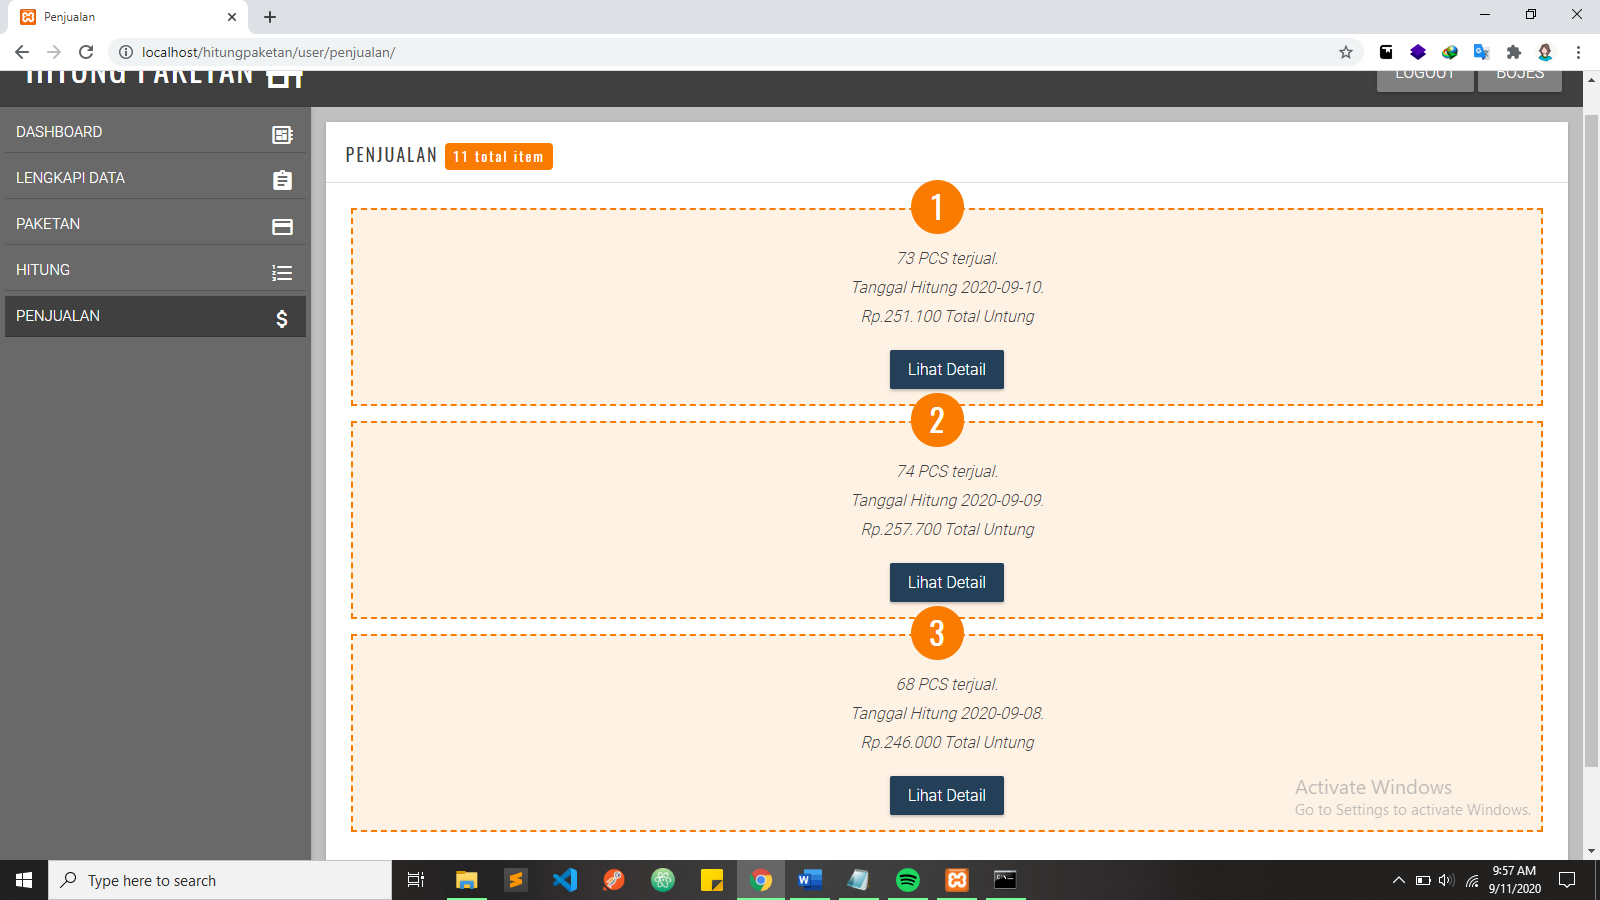 Penjualan
localhost/hitungpaketan/user/penjualan/
HITUNG PAKETAN
LOGOUT
BOJES
DASHBOARD
LENGKAPI DATA
PAKETAN
HITUNG
PENJUALAN
PENJUALAN 11 total item
1
73 PCS terjual.
Tanggal Hitung 2020-09-10.
Rp.251.100 Total Untung
Lihat Detail
2
74 PCS terjual.
Tanggal Hitung 2020-09-09.
Rp.257.700 Total Untung
Lihat Detail
3
68 PCS terjual.
Tanggal Hitung 2020-09-08.
Rp.246.000 Total Untung
Lihat Detail
Activate Windows
Go to Settings to activate Windows.
Type here to search
9:57 AM
9/11/2020